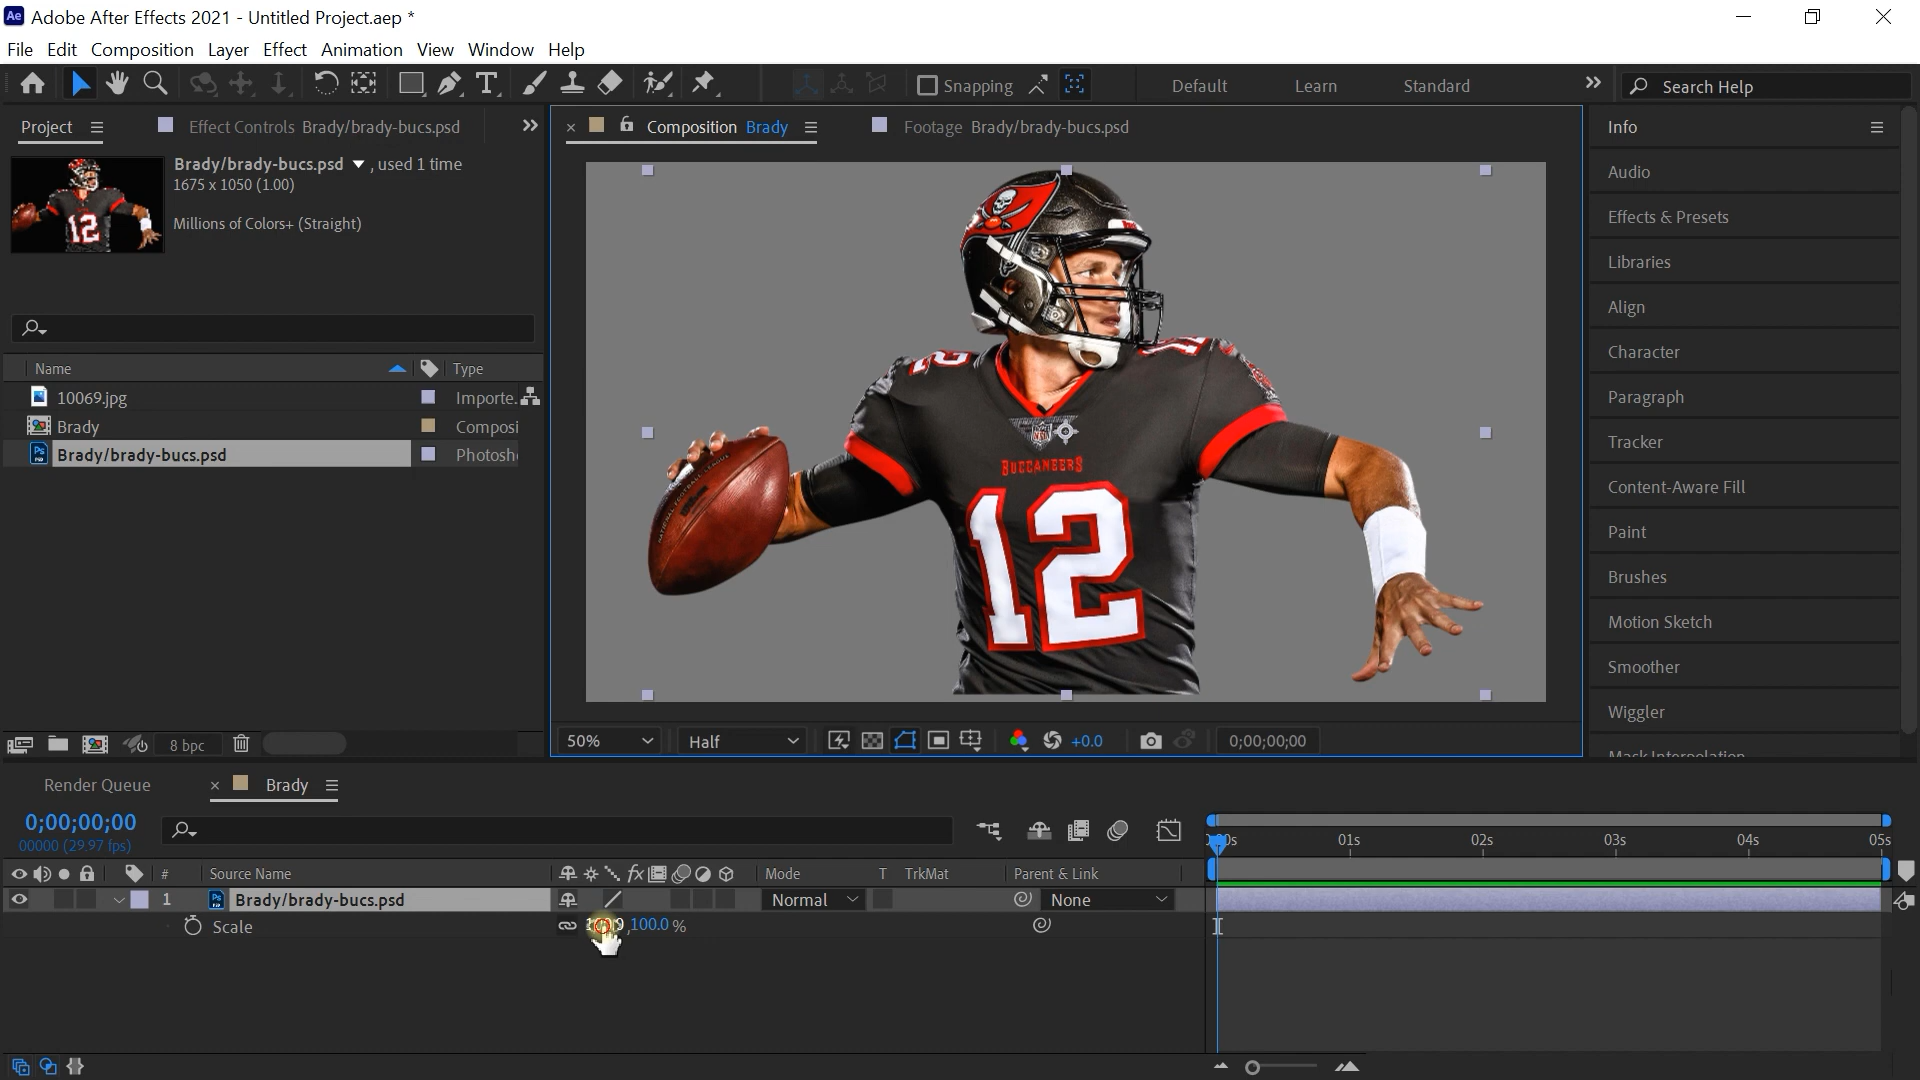 Ae Adobe After Effects 2021 - Untitled Project.aep *
File Edit Composition Layer Effect Animation View Window Help
Snapping Default Learn Standard Search Help
Project Effect Controls Brady/brady-bucs.psd
Composition Brady Footage Brady/brady-bucs.psd
Brady/brady-bucs.psd , used 1 time
1675 x 1050 (1.00)
Millions of Colors+ (Straight)
Name Type
10069.jpg Importe.
Brady Composi
Brady/brady-bucs.psd Photosh
8 bpc
NFL
BUCCANEERS
12
50% Half +0.0 0;00;00;00
Info
Audio
Effects & Presets
Libraries
Align
Character
Paragraph
Tracker
Content-Aware Fill
Paint
Brushes
Motion Sketch
Smoother
Wiggler
Mask Interpolation
Render Queue Brady
0;00;00;00
00000 (29.97 fps)
01s 02s 03s 04s 05s
# Source Name Mode T TrkMat Parent & Link
1 Brady/brady-bucs.psd Normal None
Scale 100.0 %